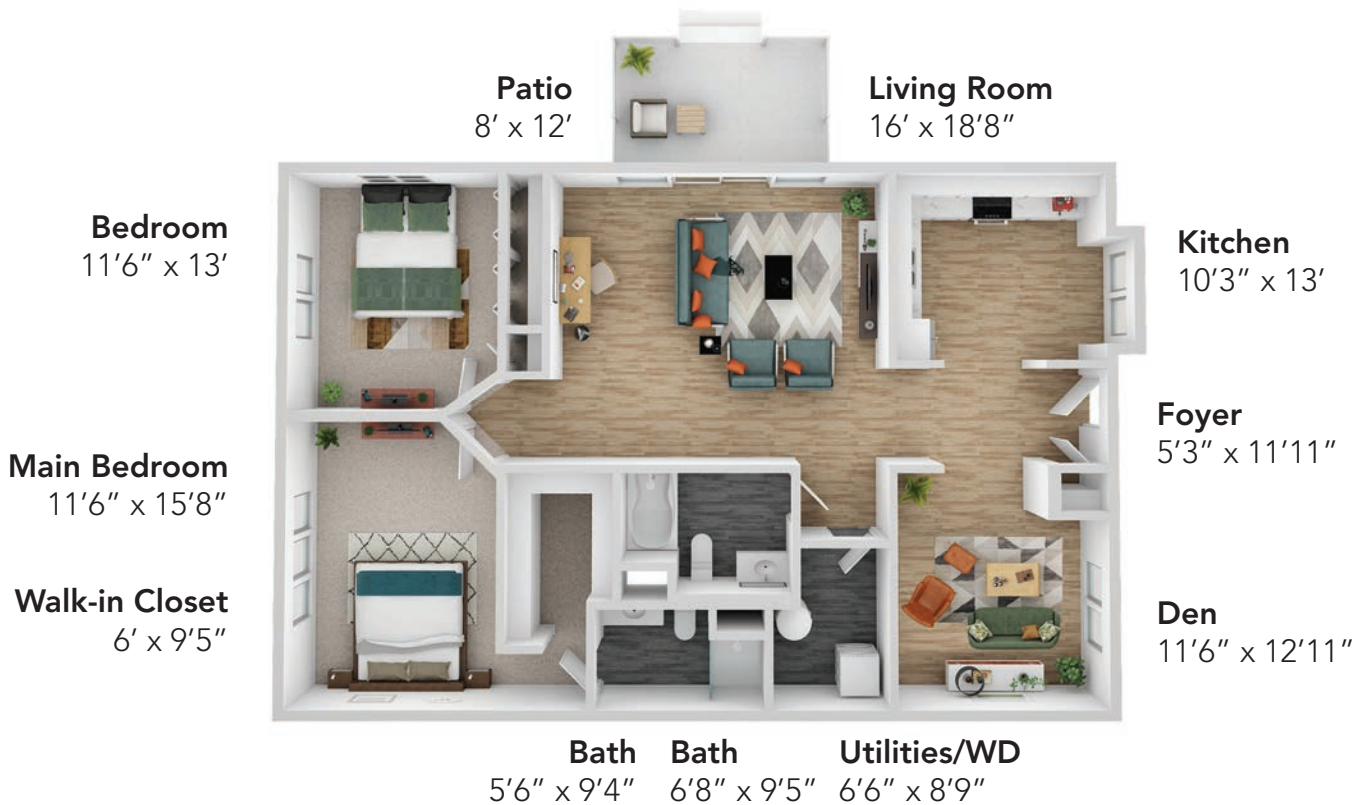 Patio
8’ x 12’
Living Room
16’ x 18’8”
Bedroom
11’6” x 13’
Kitchen
10’3” x 13’
Foyer
5’3” x 11’11”
Main Bedroom
11’6” x 15’8”
Walk-in Closet
6’ x 9’5”
Den
11’6” x 12’11”
Bath
5’6” x 9’4”
Bath
6’8” x 9’5”
Utilities/WD
6’6” x 8’9”